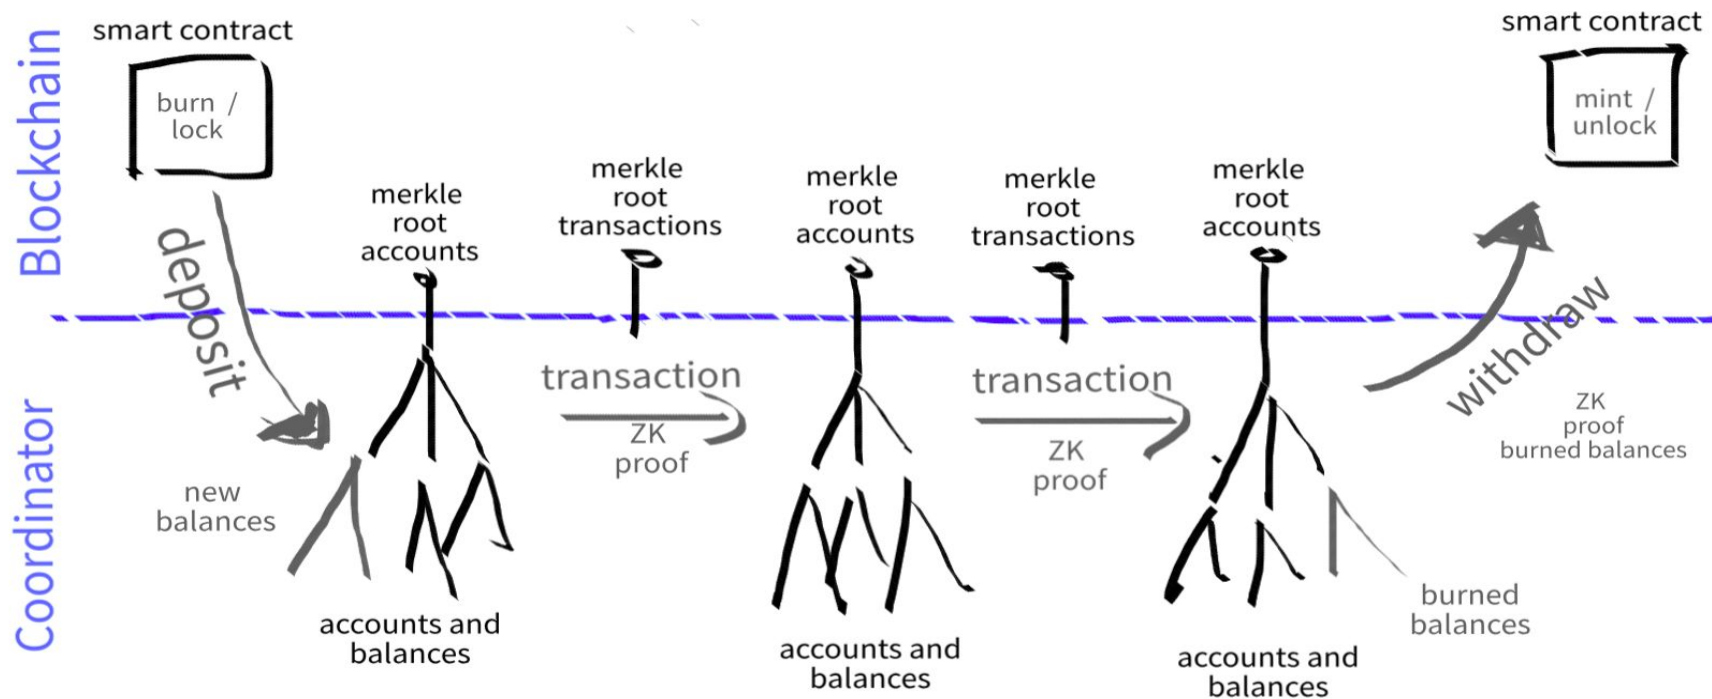 Blockchain
Coordinator
smart contract
burn /
lock
deposit
new
balances
merkle
root
accounts
accounts and
balances
merkle
root
transactions
transaction
ZK
proof
merkle
root
accounts
accounts and
balances
merkle
root
transactions
transaction
ZK
proof
merkle
root
accounts
accounts and
balances
burned
balances
smart contract
mint /
unlock
withdraw
ZK
proof
burned balances